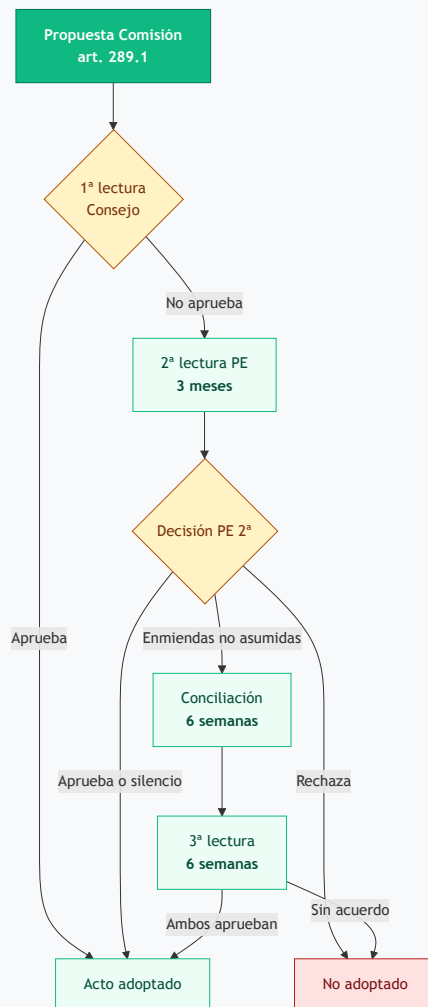 Propuesta Comisión
art. 289.1
1ª lectura
Consejo
No aprueba
2ª lectura PE
3 meses
Decisión PE 2ª
Aprueba
Enmiendas no asumidas
Conciliación
6 semanas
Aprueba o silencio
Rechaza
3ª lectura
6 semanas
Sin acuerdo
Ambos aprueban
Acto adoptado
No adoptado